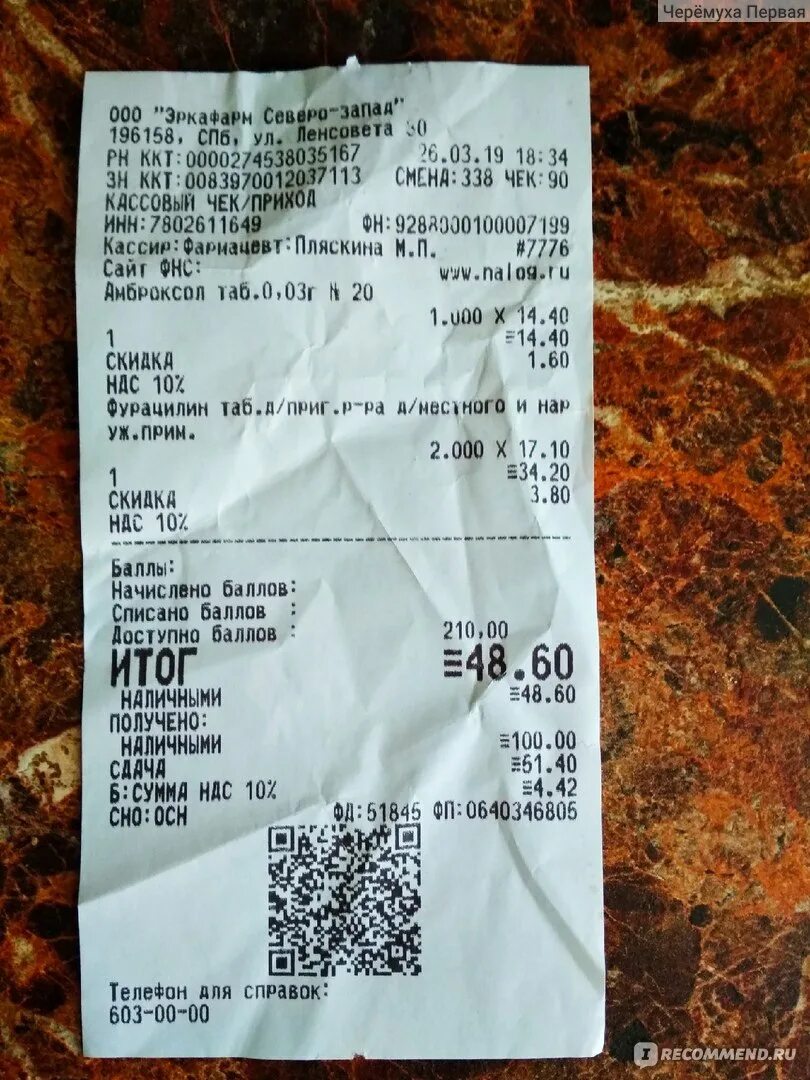 Черёмуха Первая
ООО "Эркафарм Северо-запад"
196158, СПб, ул. Ленсовета
РН ККТ:0000274538035167 26.03.19 18:34
ЗН ККТ:0083970012037113 СМЕНА:338 ЧЕК:90
КАССОВЫЙ ЧЕК/ПРИХОД
ИНН:7802611649 ФН:9288000100007199
Кассир:Фармацевт:Пляскина М.П. #7776
Сайт ФНС: www.nalog.ru
Амброксол таб.0,03г N 20
1.000 X 14.40
1 ≡14.40
СКИДКА 1.60
НДС 10%
Фурацилин таб.д/приг.р-ра д/местного и нар
уж.прим.
2.000 X 17.10
1 ≡34.20
СКИДКА 3.80
НДС 10%
Баллы:
Начислено баллов:
Списано баллов :
Доступно баллов : 210,00
ИТОГ ≡48.60
НАЛИЧНЫМИ ≡48.60
ПОЛУЧЕНО:
НАЛИЧНЫМИ ≡100.00
СДАЧА ≡51.40
Б:СУММА НДС 10% ≡4.42
СНО:ОСН ФД:51845 ФП:0640346805
Телефон для справок:
603-00-00
IRECOMMEND.RU